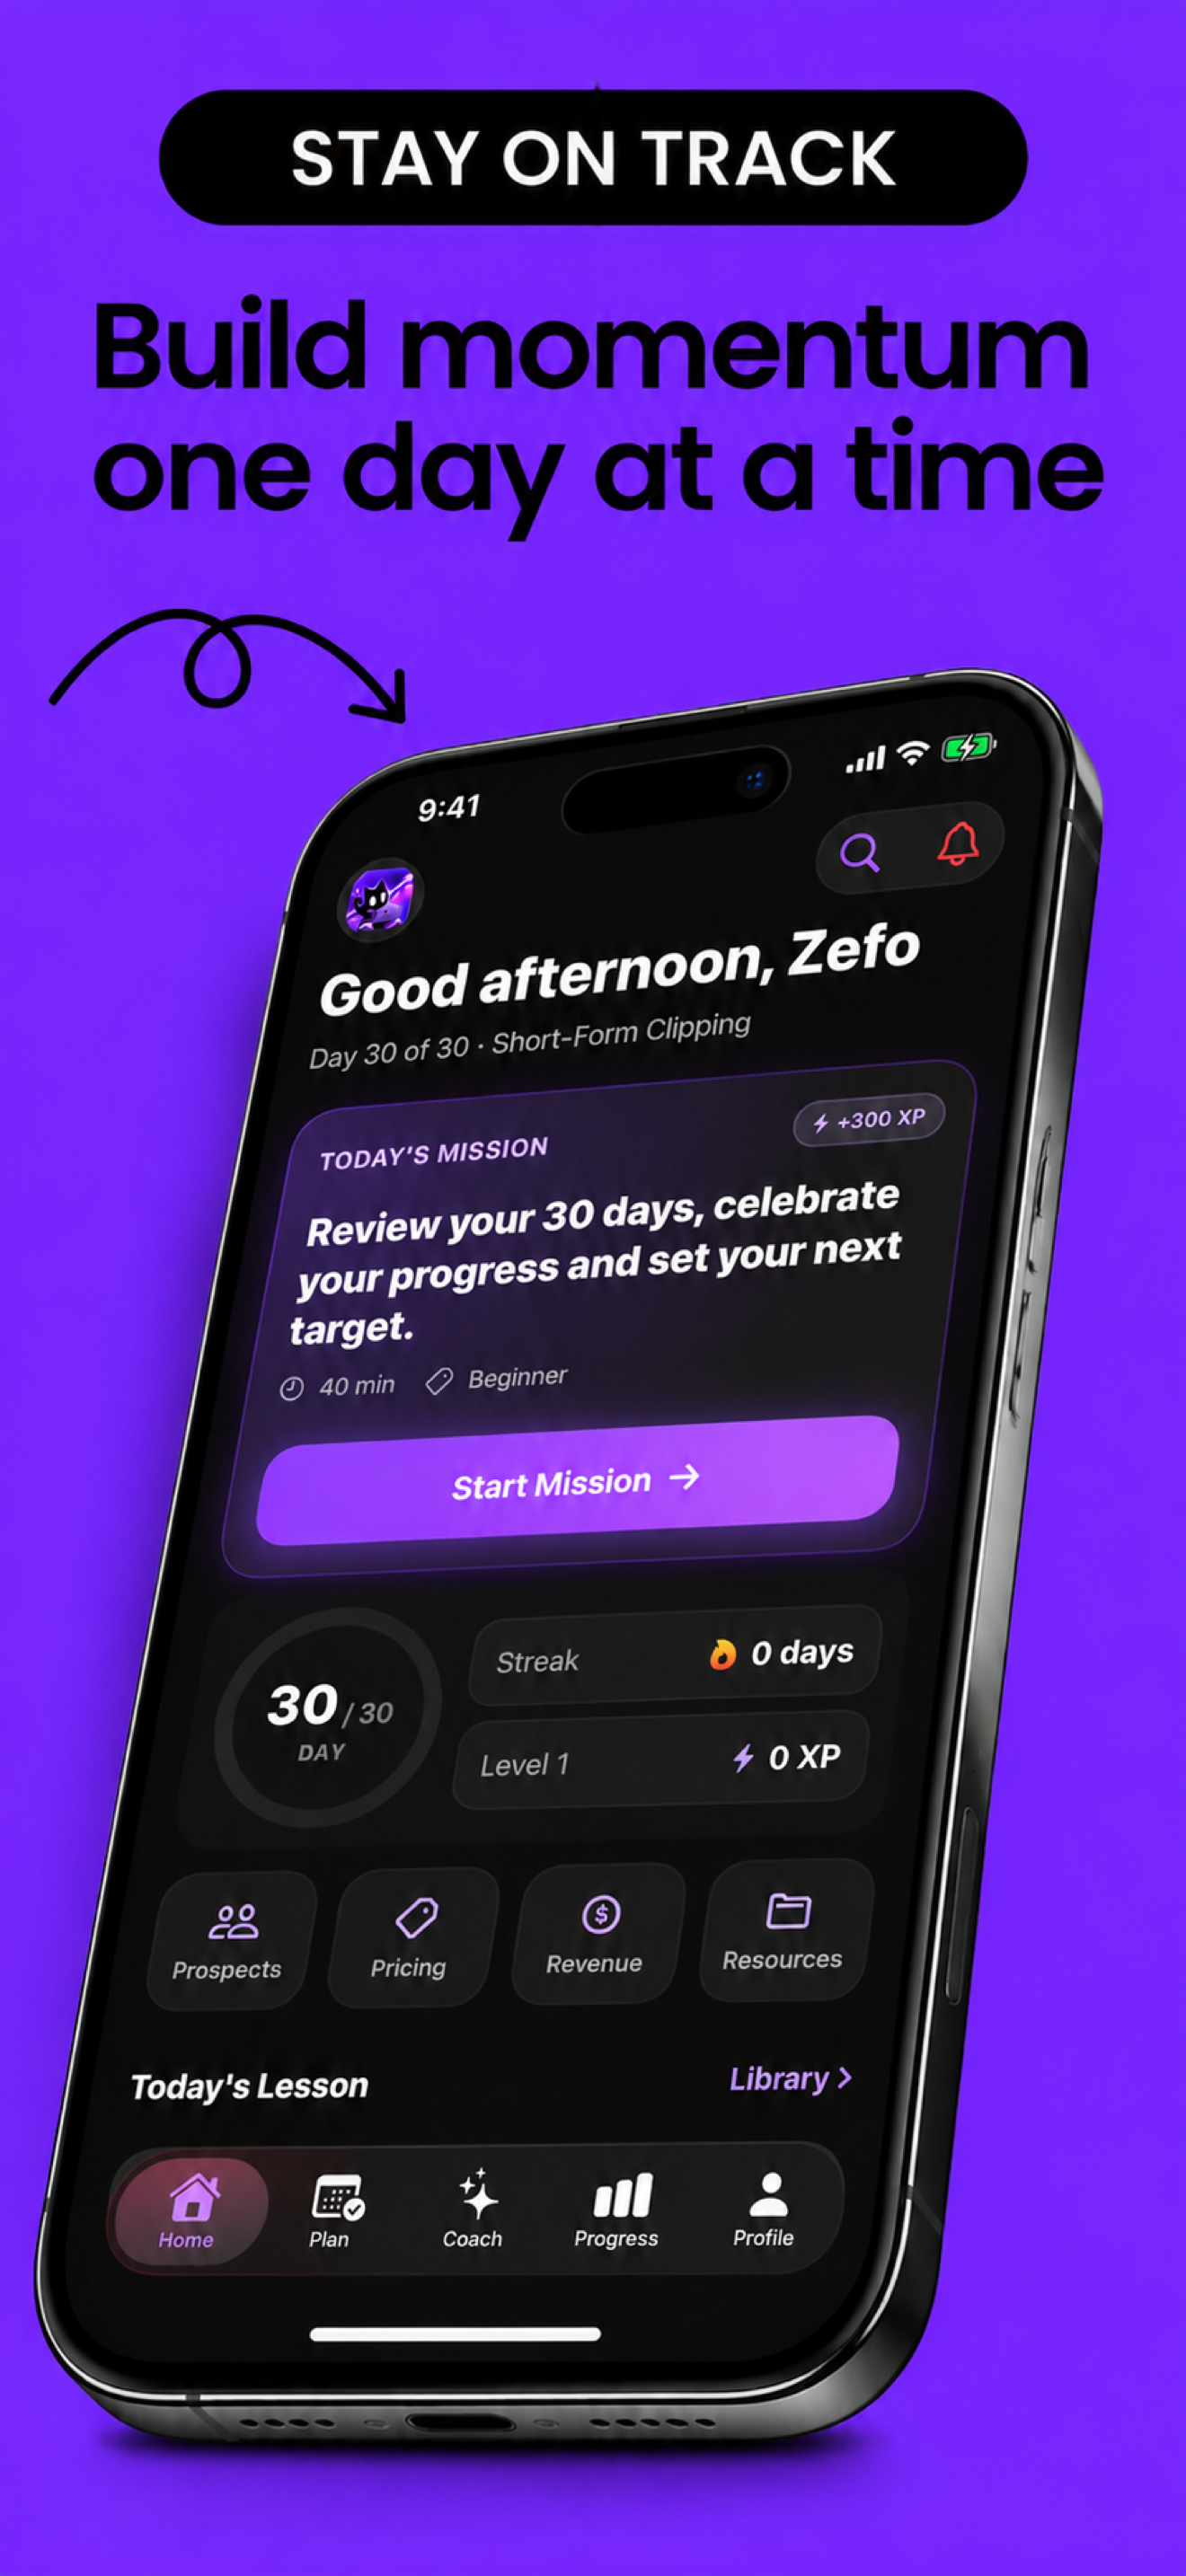 STAY ON TRACK
Build momentum
one day at a time
9:41
Good afternoon, Zefo
Day 30 of 30 · Short-Form Clipping
TODAY'S MISSION
+300 XP
Review your 30 days, celebrate
your progress and set your next
target.
40 min
Beginner
Start Mission →
30 / 30
DAY
Streak
0 days
Level 1
0 XP
Prospects
Pricing
Revenue
Resources
Today's Lesson
Library >
Home
Plan
Coach
Progress
Profile